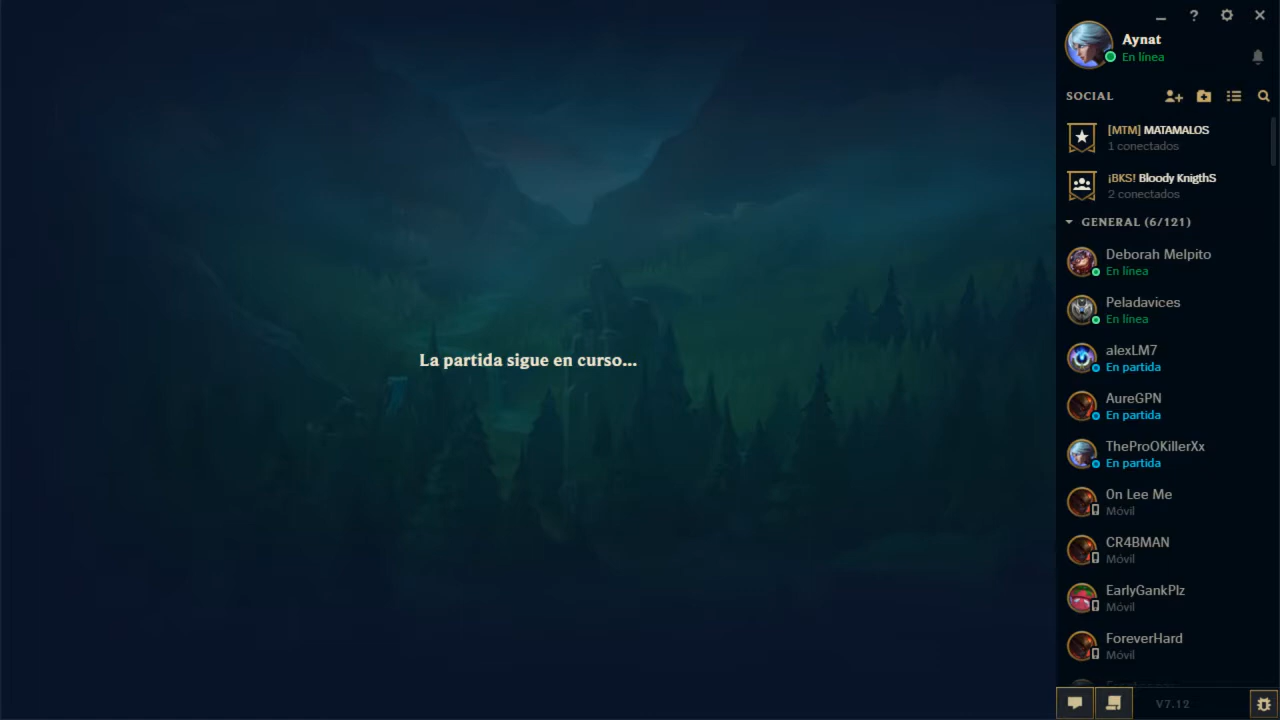 ?
Aynat
En línea
SOCIAL
[MTM] MATAMALOS
1 conectados
¡BKS! Bloody KnigthS
2 conectados
GENERAL (6/121)
Deborah Melpito
En línea
Peladavices
En línea
La partida sigue en curso...
alexLM7
En partida
AureGPN
En partida
TheProOKillerXx
En partida
On Lee Me
Móvil
CR4BMAN
Móvil
EarlyGankPlz
Móvil
ForeverHard
Móvil
V7.12